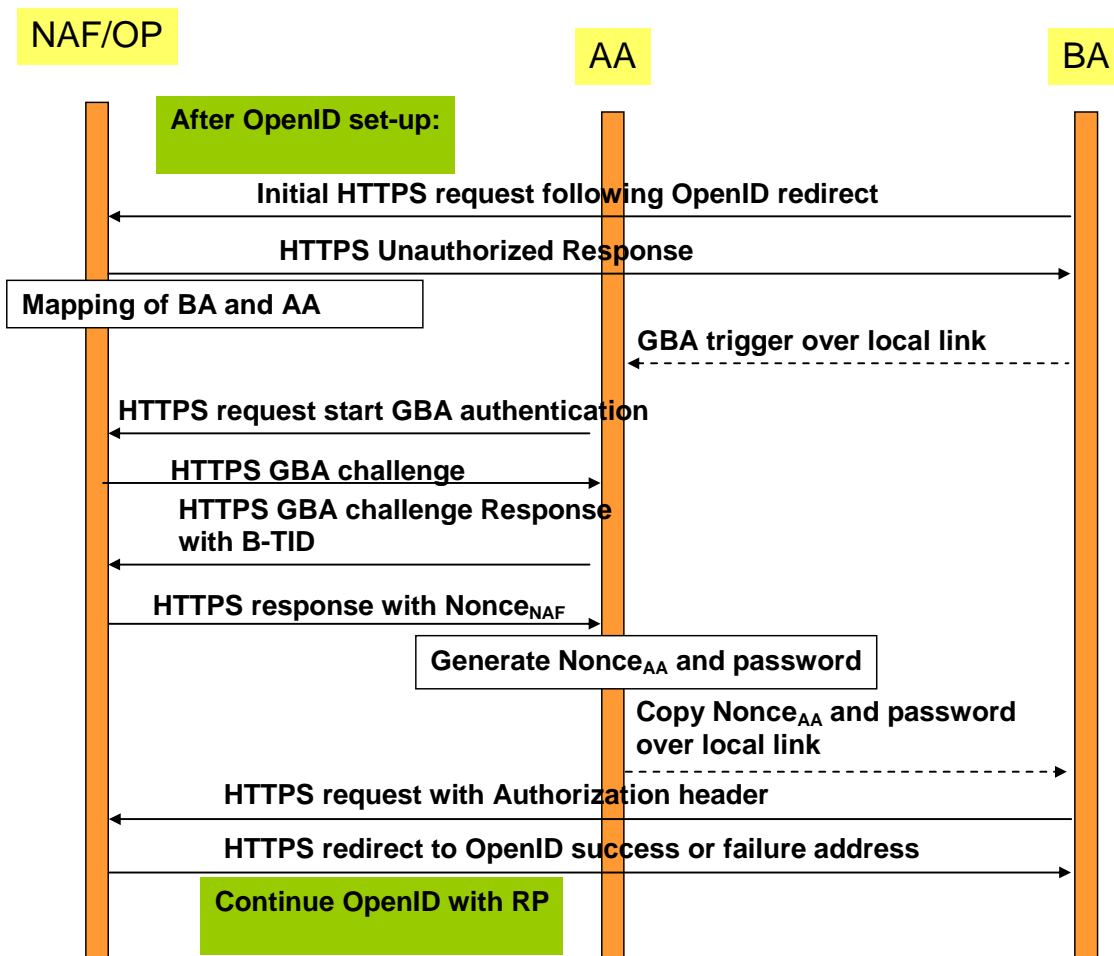 NAF/OP
AA
BA
After OpenID set-up:
Initial HTTPS request following OpenID redirect
HTTPS Unauthorized Response
Mapping of BA and AA
GBA trigger over local link
HTTPS request start GBA authentication
HTTPS GBA challenge
HTTPS GBA challenge Response
with B-TID
HTTPS response with NonceNAF
Generate NonceAA and password
Copy NonceAA and password
over local link
HTTPS request with Authorization header
HTTPS redirect to OpenID success or failure address
Continue OpenID with RP